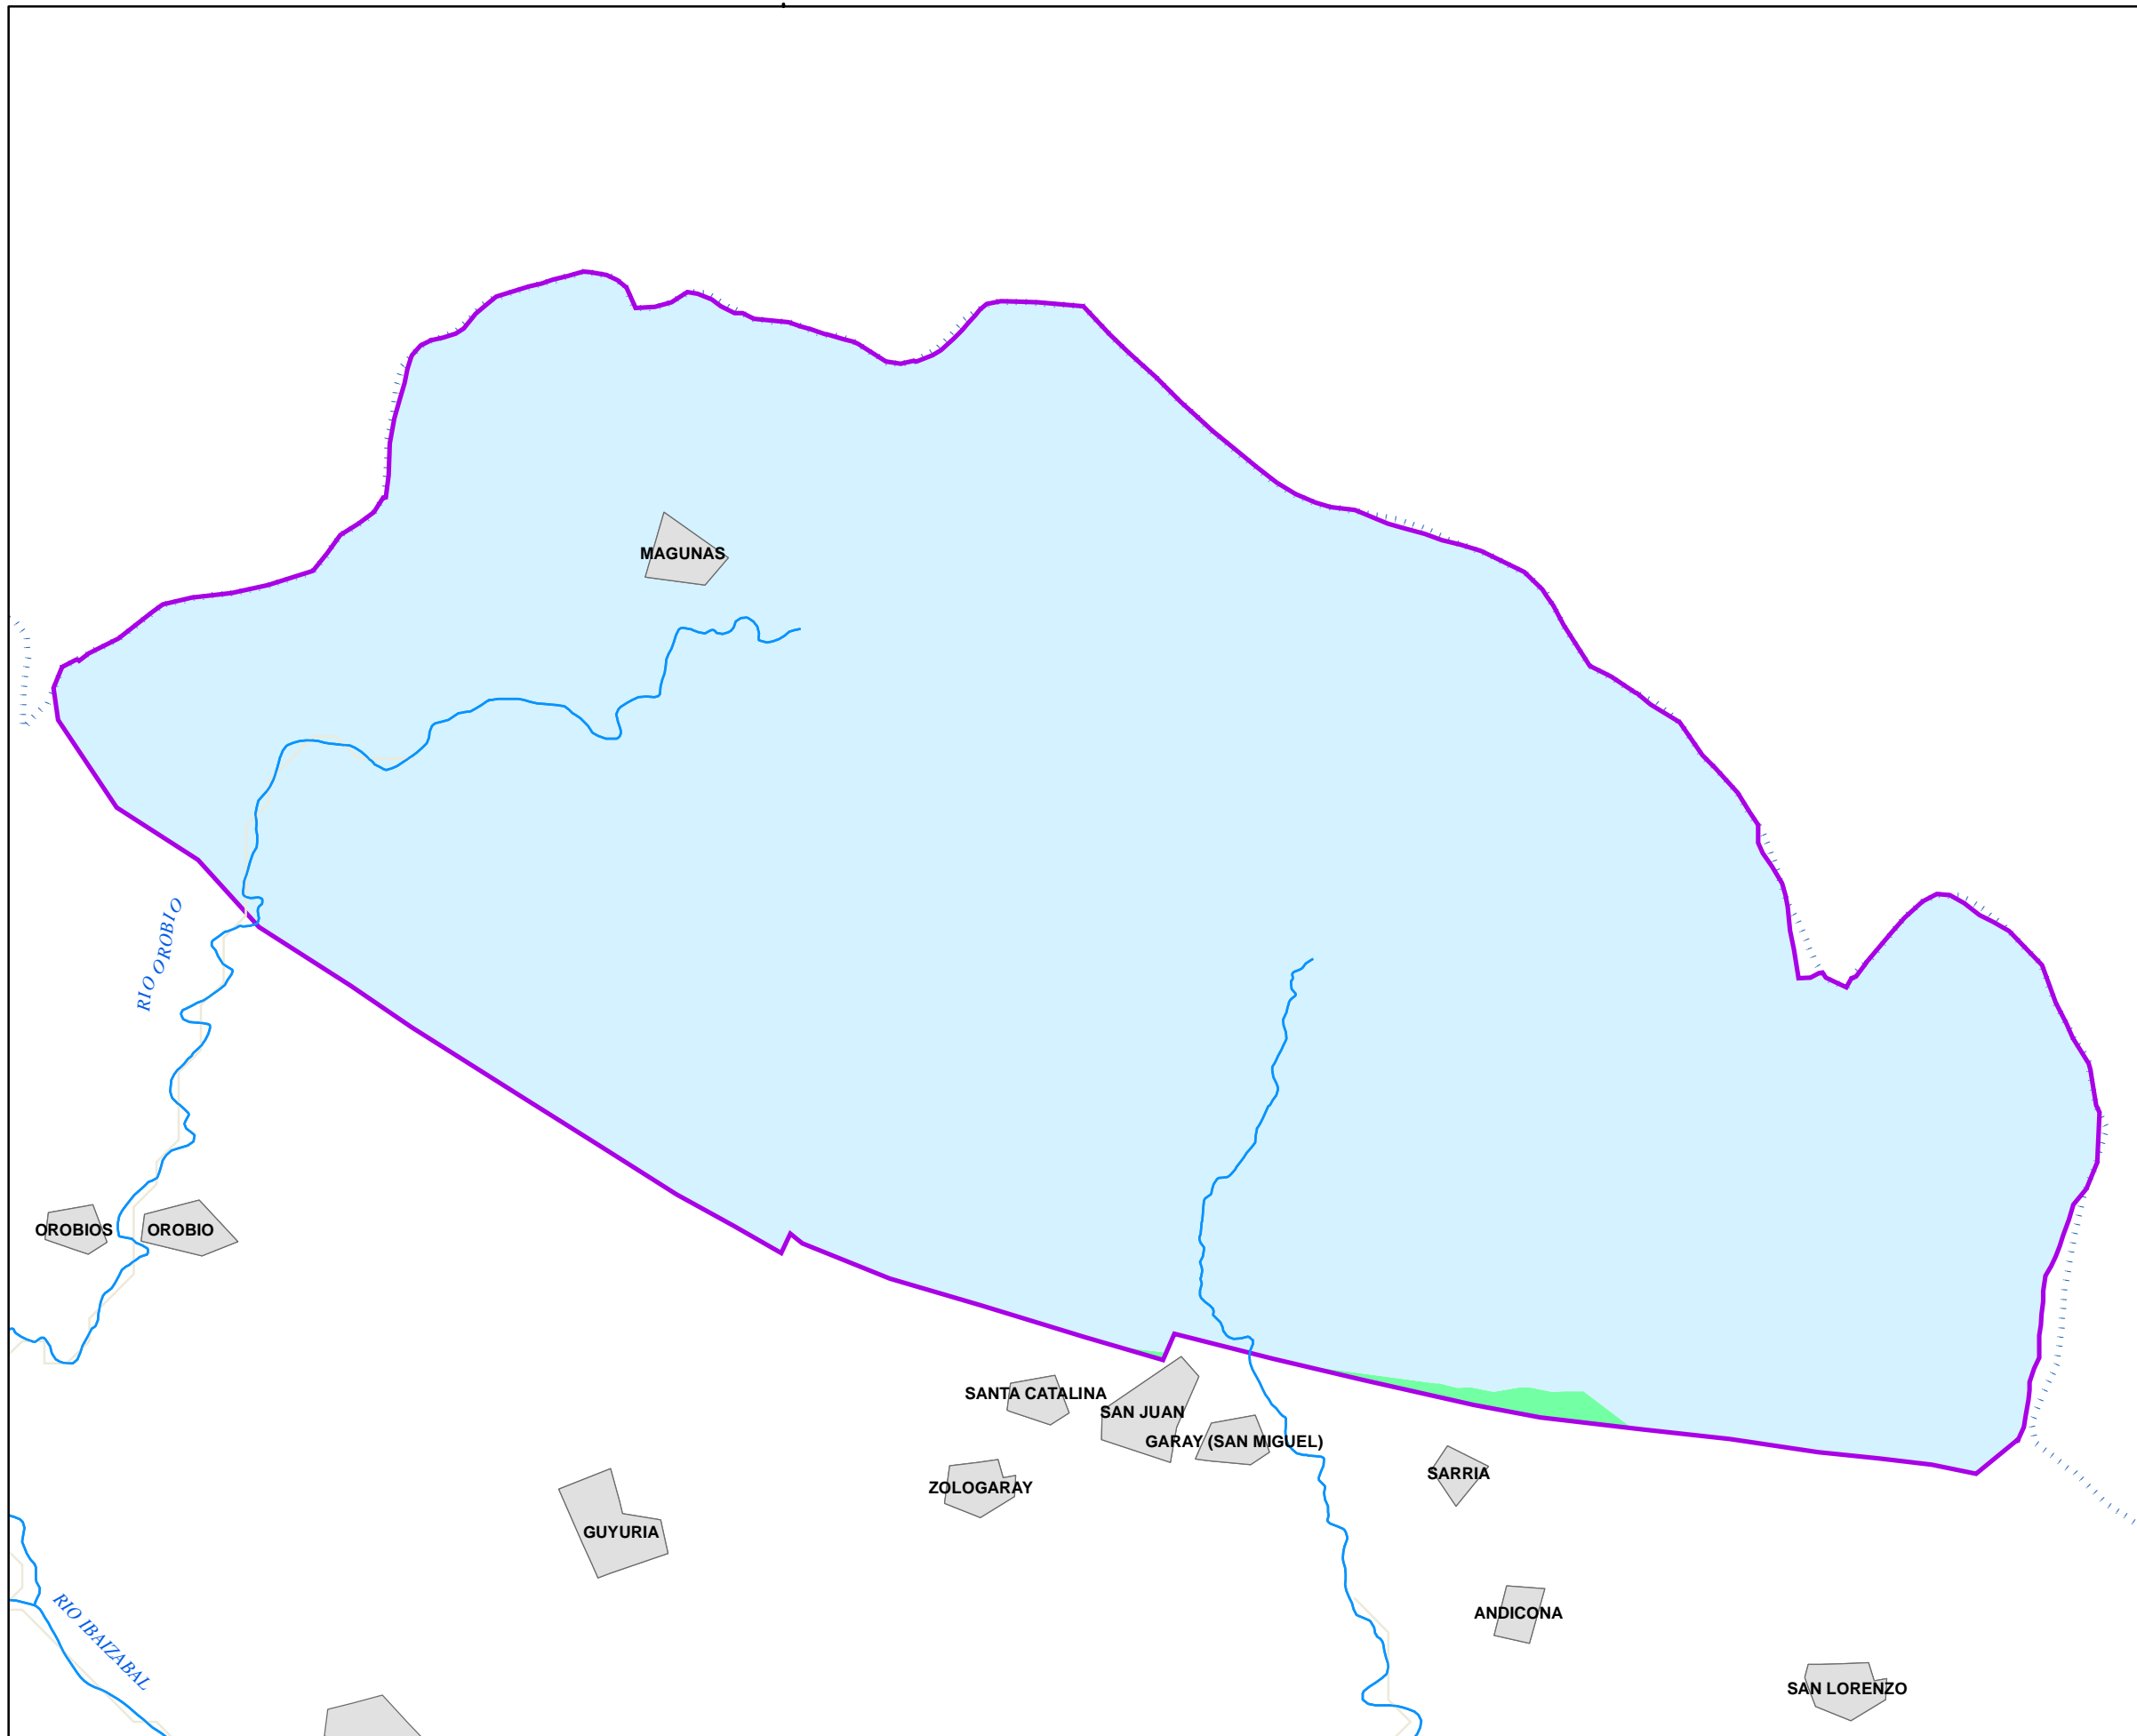 MAGUNAS
RIO OROBIO
OROBIOS
OROBIO
SANTA CATALINA
SAN JUAN
GARAY (SAN MIGUEL)
SARRIA
ZOLOGARAY
GUYURIA
ANDICONA
RIO IBAIZABAL
SAN LORENZO